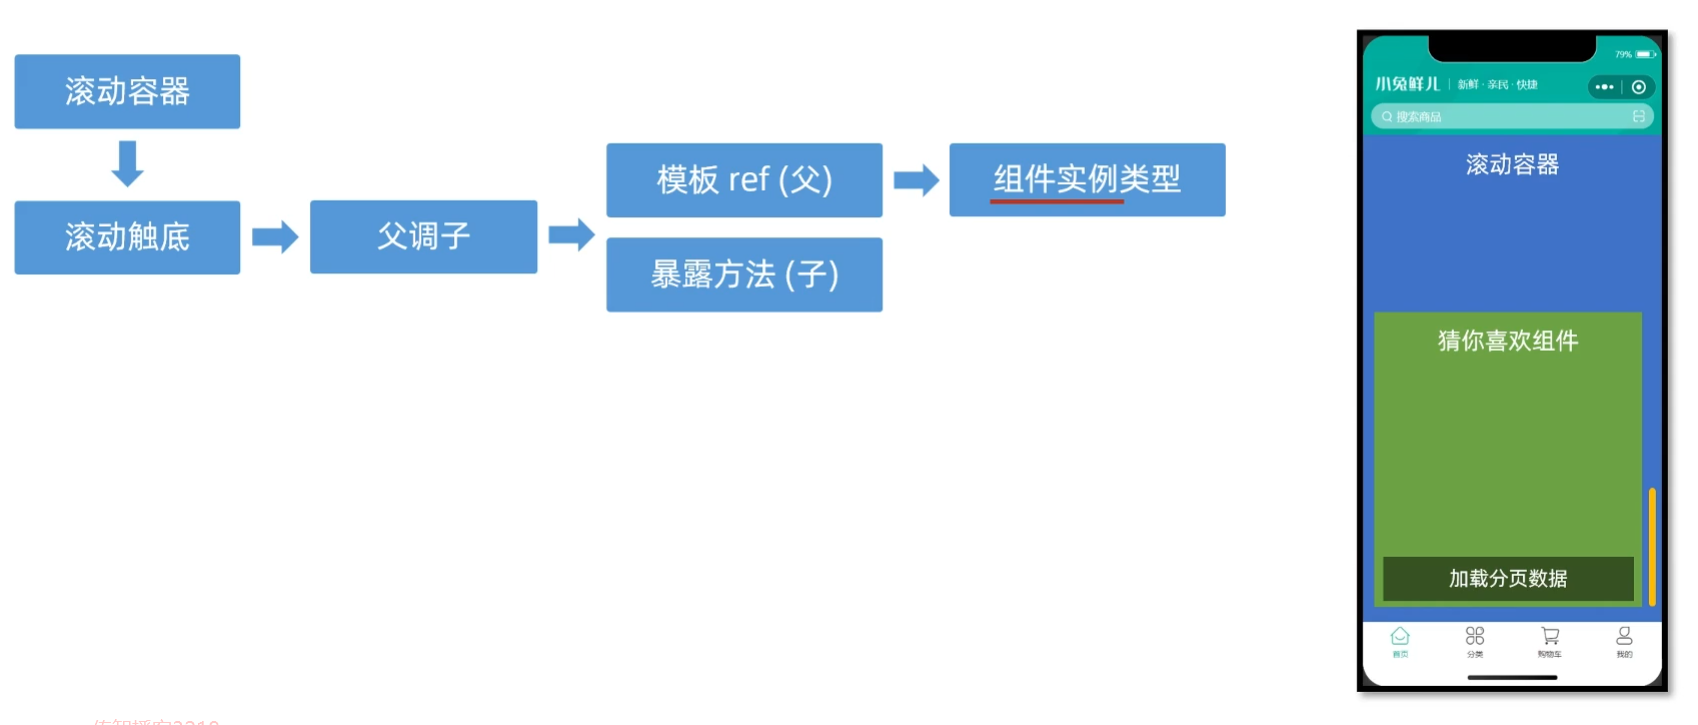 滚动容器
滚动触底
父调子
模板 ref (父)
暴露方法 (子)
组件实例类型
79%
小兔鲜儿
新鲜·亲民·快捷
搜索商品
滚动容器
猜你喜欢组件
加载分页数据
首页
分类
购物车
我的